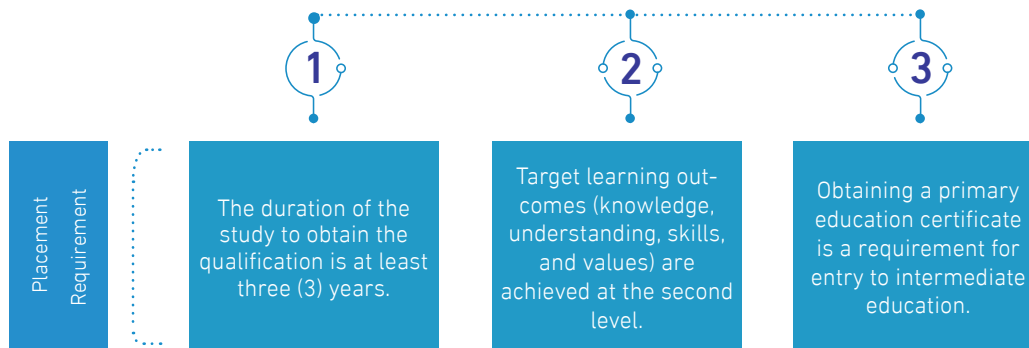 1
2
3
Placement
Requirement
The duration of the
study to obtain the
qualification is at least
three (3) years.
Target learning out-
comes (knowledge,
understanding, skills,
and values) are
achieved at the second
level.
Obtaining a primary
education certificate
is a requirement for
entry to intermediate
education.